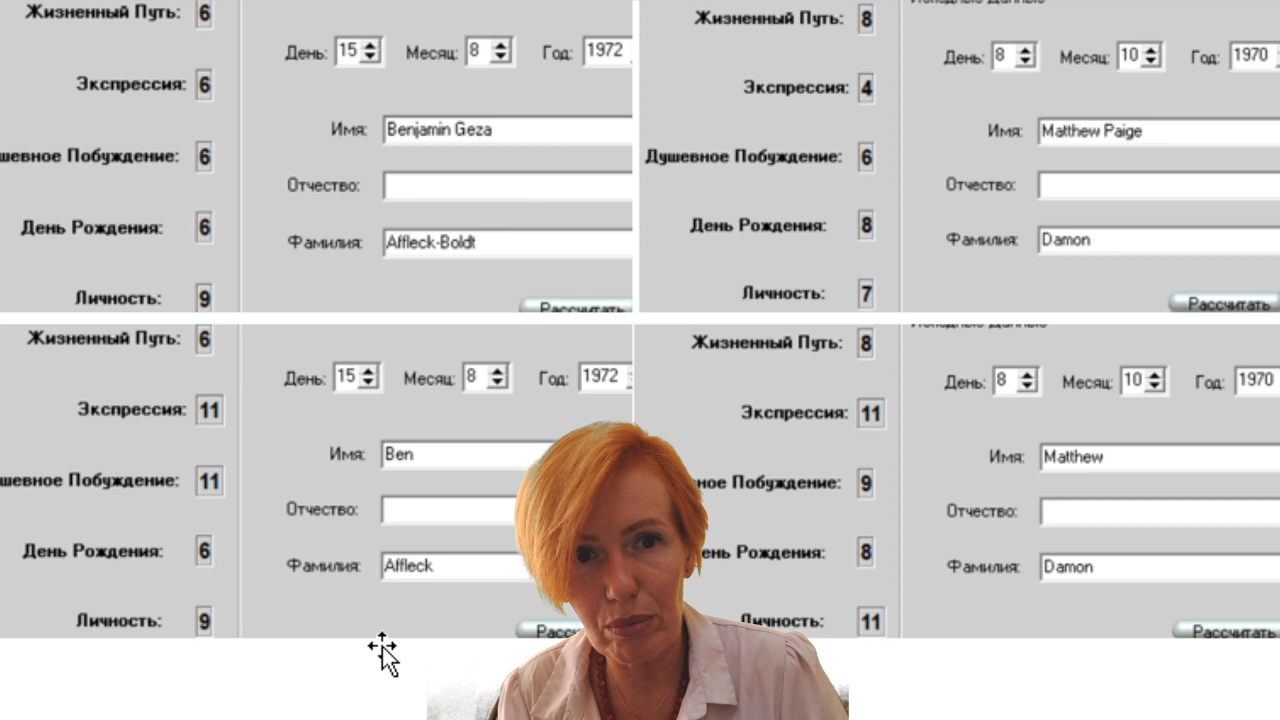 Жизненный Путь: 6
День: 15 Месяц: 8 Год: 1972
Экспрессия: 6
Имя: Benjamin Geza
шевное Побуждение: 6
Отчество:
День Рождения: 6
Фамилия: Affleck-Boldt
Личность: 9
Рассчитать
Исходные Данные
Жизненный Путь: 8
День: 8 Месяц: 10 Год: 1970
Экспрессия: 4
Имя: Matthew Paige
Душевное Побуждение: 6
Отчество:
День Рождения: 8
Фамилия: Damon
Личность: 7
Рассчитать
Жизненный Путь: 6
День: 15 Месяц: 8 Год: 1972
Экспрессия: 11
Имя: Ben
шевное Побуждение: 11
Отчество:
День Рождения: 6
Фамилия: Affleck
Личность: 9
Рассч
Исходные Данные
Жизненный Путь: 8
День: 8 Месяц: 10 Год: 1970
Экспрессия: 11
Имя: Matthew
ное Побуждение: 9
Отчество:
ень Рождения: 8
Фамилия: Damon
Личность: 11
Рассчитать